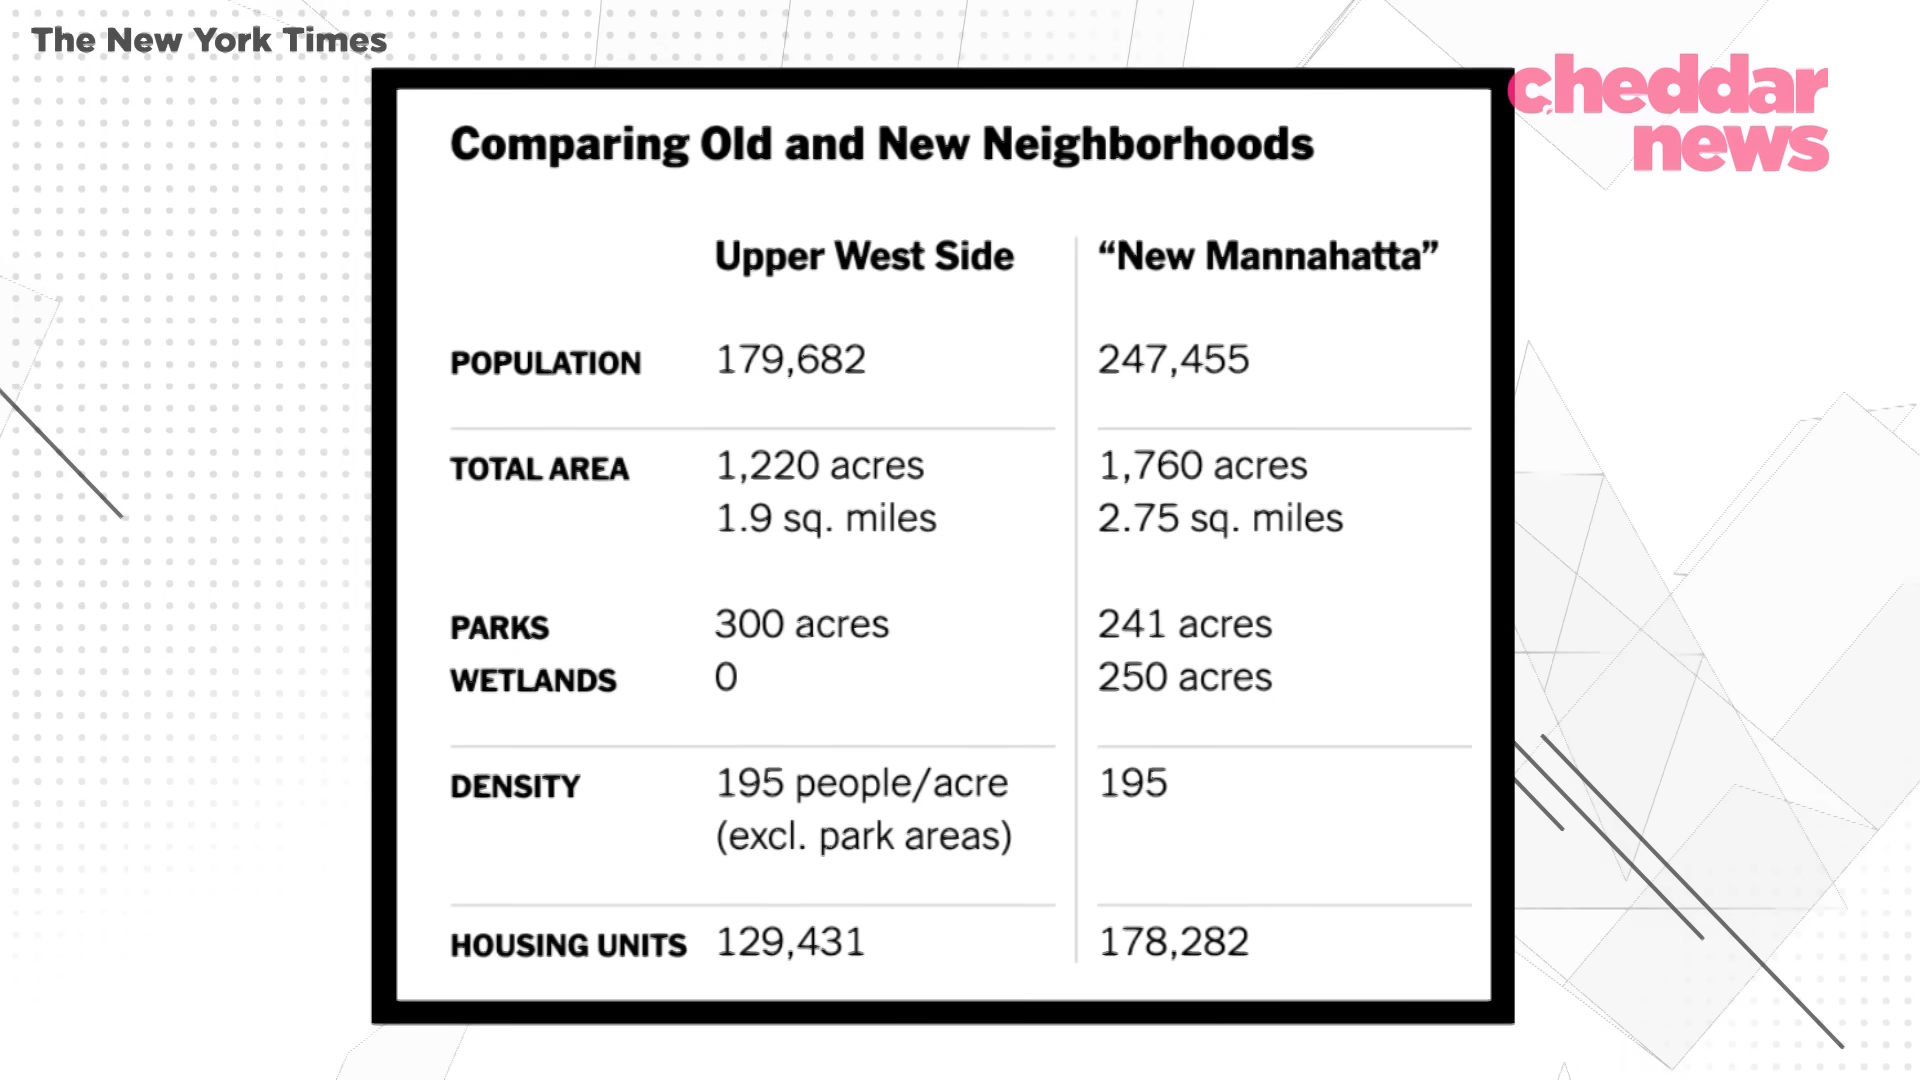 The New York Times
cheddar
news
Comparing Old and New Neighborhoods
Upper West Side “New Mannahatta”
POPULATION 179,682 247,455
TOTAL AREA 1,220 acres 1,760 acres
1.9 sq. miles 2.75 sq. miles
PARKS 300 acres 241 acres
WETLANDS 0 250 acres
DENSITY 195 people/acre 195
(excl. park areas)
HOUSING UNITS 129,431 178,282